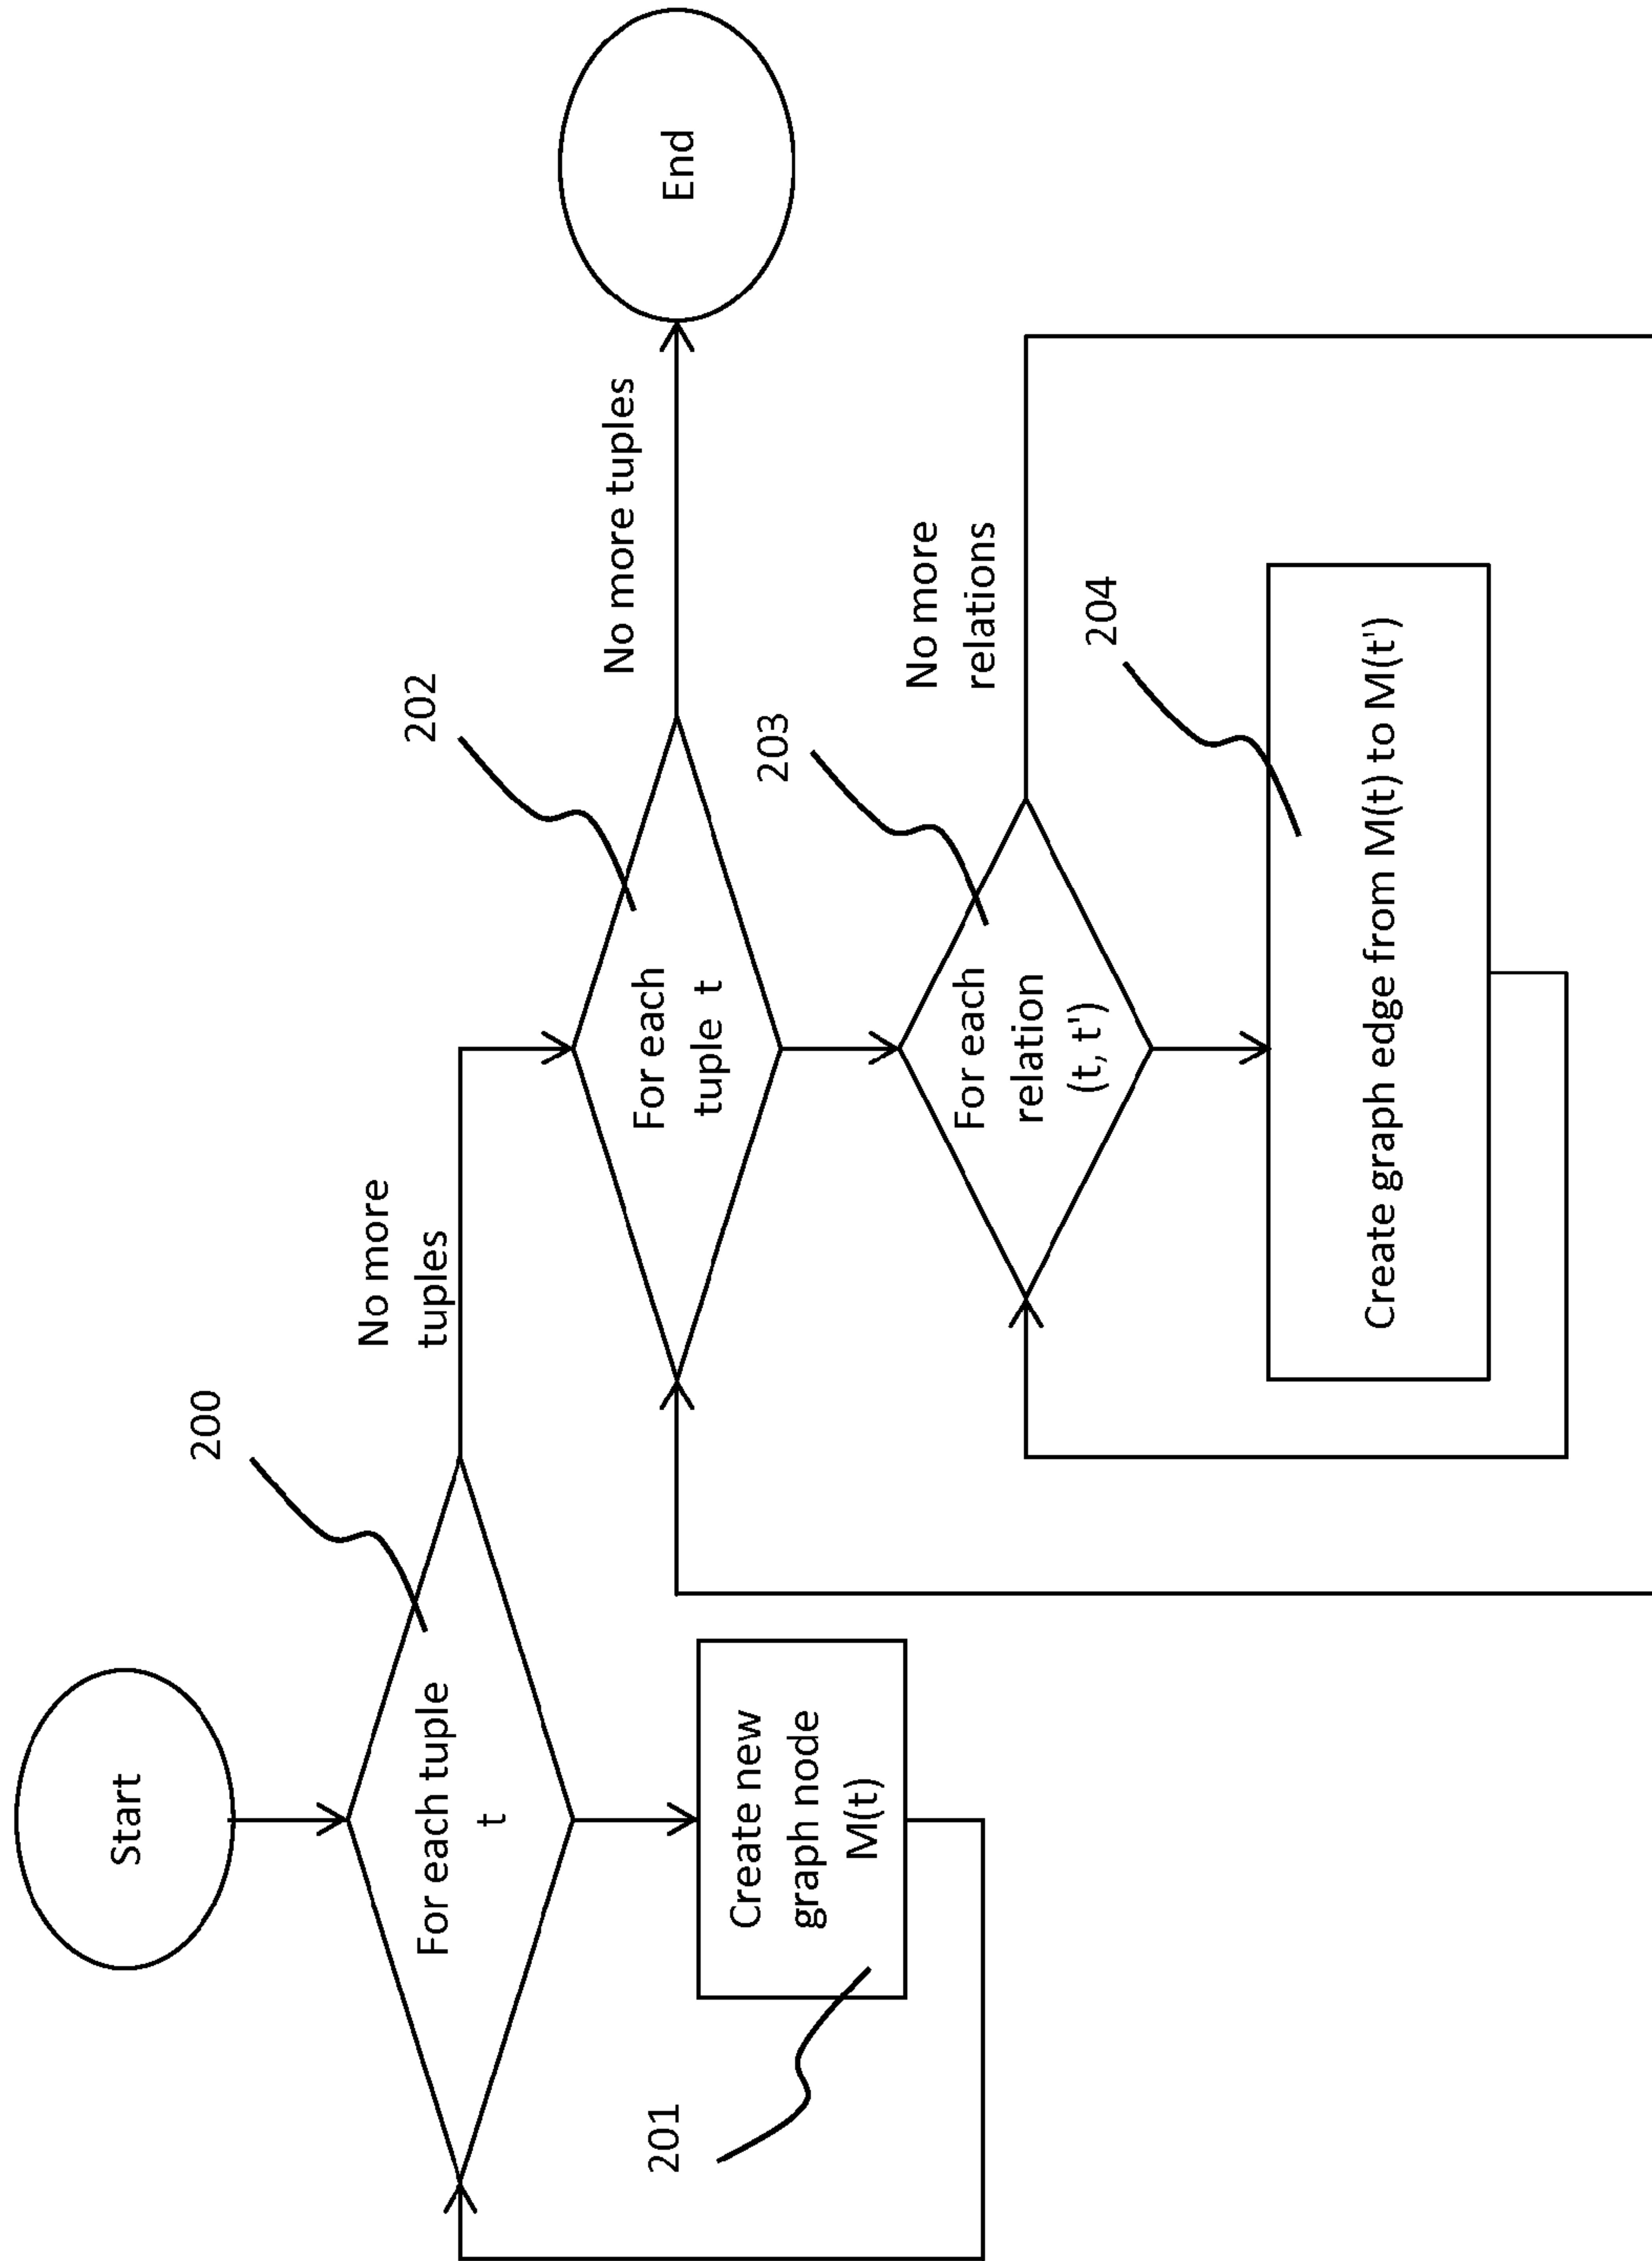 Start
200
For each tuple
t
No more
tuples
201
Create new
graph node
M(t)
202
For each
tuple t
No more tuples
End
203
For each
relation
(t, t')
No more
relations
204
Create graph edge from M(t) to M(t')